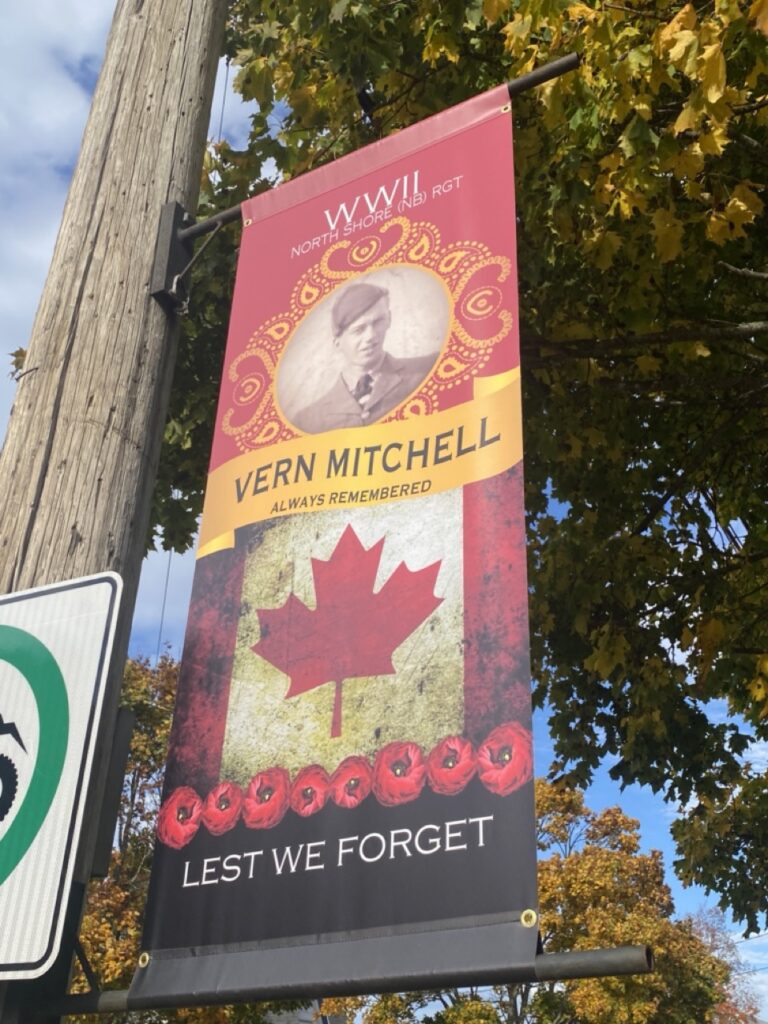 WWII
NORTH SHORE (NB) RGT
VERN MITCHELL
ALWAYS REMEMBERED
LEST WE FORGET